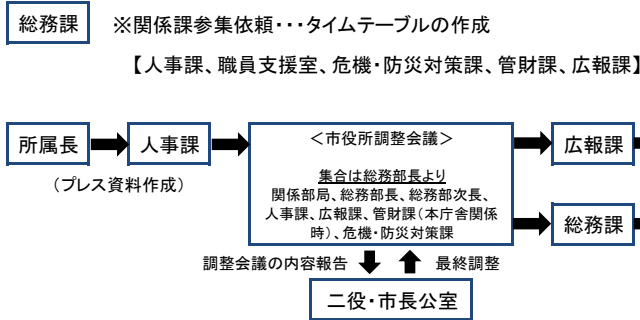 総務課 ※関係課参集依頼・・・タイムテーブルの作成
【人事課、職員支援室、危機・防災対策課、管財課、広報課】
所属長
人事課
（プレス資料作成）
＜市役所調整会議＞
集合は総務部長より
関係部局、総務部長、総務部次長、
人事課、広報課、管財課（本庁舎関係
時）、危機・防災対策課
広報課
総務課
調整会議の内容報告
最終調整
二役・市長公室